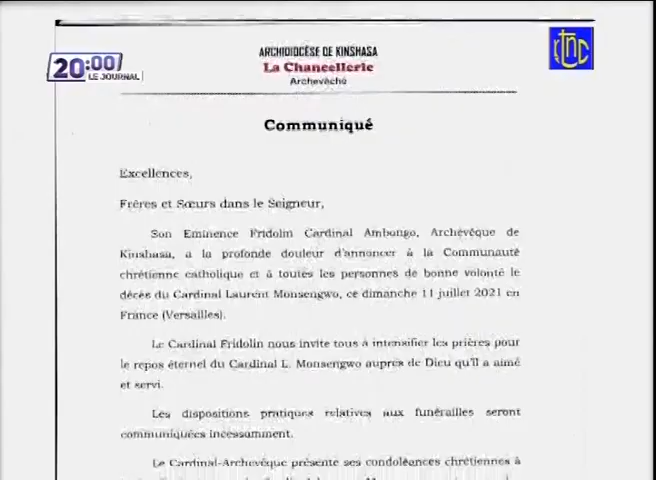 20:00
LE JOURNAL
rtnc
ARCHIDIOCÈSE DE KINSHASA
La Chancellerie
Archevêché
Communiqué
Excellences,
Frères et Sœurs dans le Seigneur,
Son Eminence Fridolin Cardinal Ambongo, Archevêque de
Kinshasa, a la profonde douleur d'annoncer à la Communauté
chrétienne catholique et à toutes les personnes de bonne volonté le
décès du Cardinal Laurent Monsengwo, ce dimanche 11 juillet 2021 en
France (Versailles).
Le Cardinal Fridolin nous invite tous à intensifier les prières pour
le repos éternel du Cardinal L. Monsengwo auprès de Dieu qu'il a aimé
et servi.
Les dispositions pratiques relatives aux funérailles seront
communiquées incessamment.
Le Cardinal-Archevêque présente ses condoléances chrétiennes à